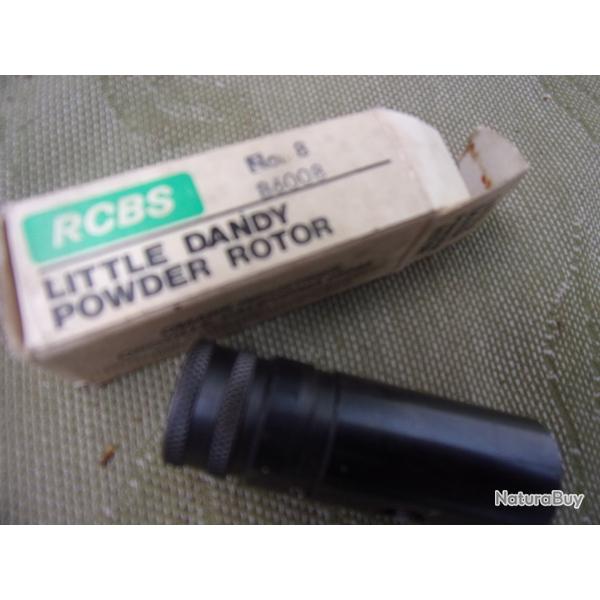 RCBS
No. 8
86008
LITTLE DANDY
POWDER ROTOR
NaturaBuy